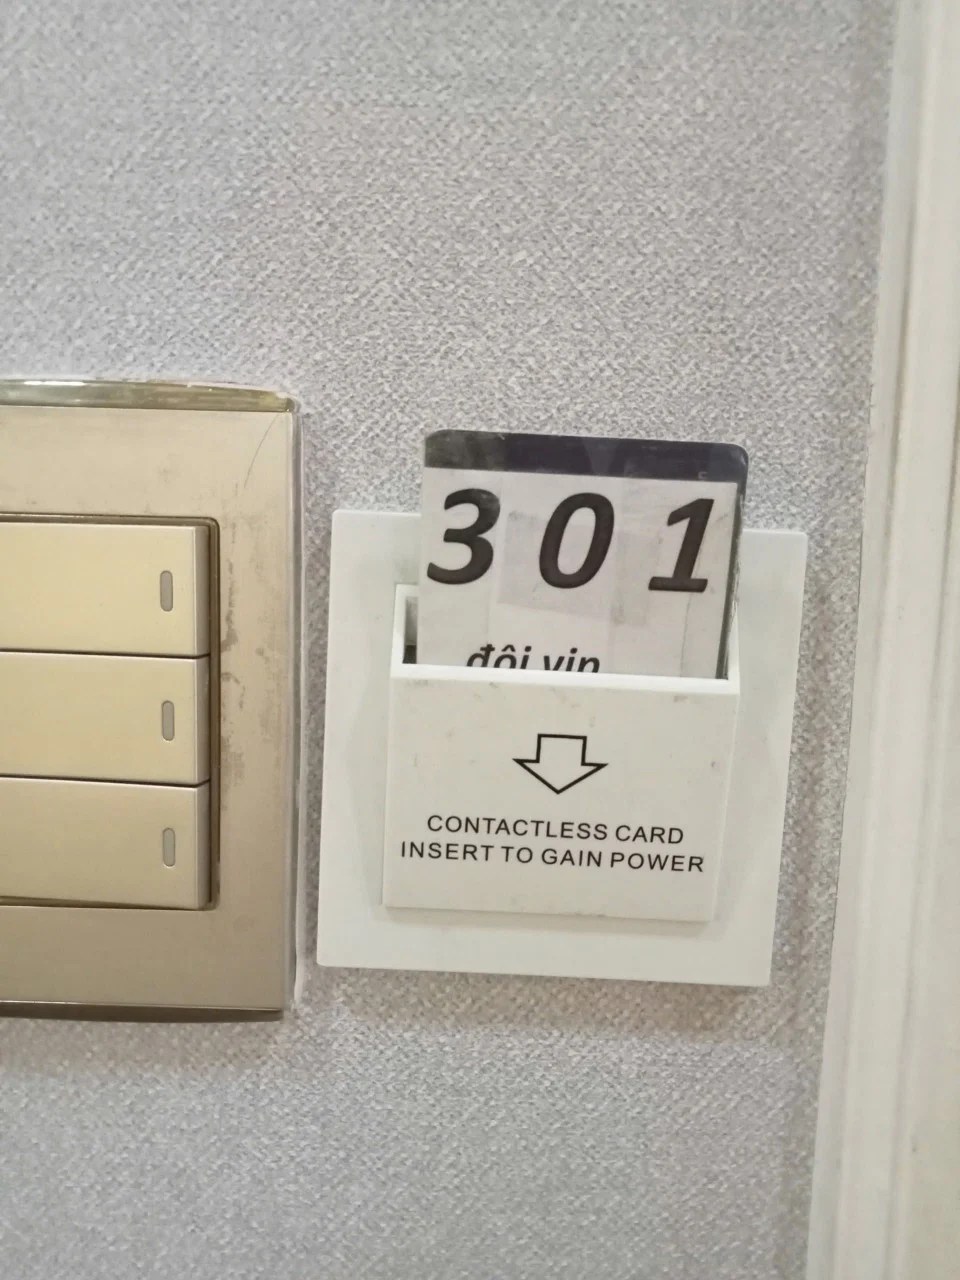 301
đôi vip
CONTACTLESS CARD
INSERT TO GAIN POWER